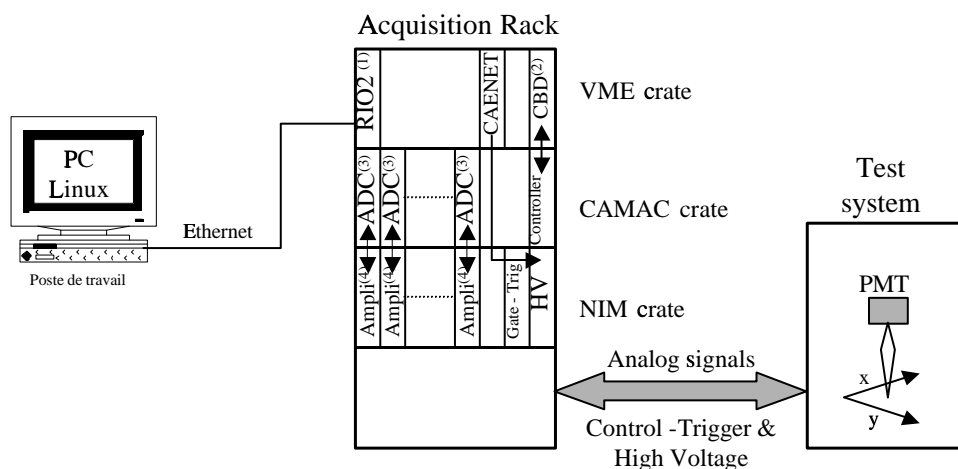 Acquisition Rack
RIO2(1)
CAENET
CBD(2)
VME crate
PC
Linux
ADC(3)
ADC(3)
ADC(3)
Controller
CAMAC crate
Test
system
Ethernet
Poste de travail
Ampli(4)
Ampli(4)
Ampli(4)
Gate - Trig
HV
NIM crate
PMT
x
y
Analog signals
Control -Trigger &
High Voltage